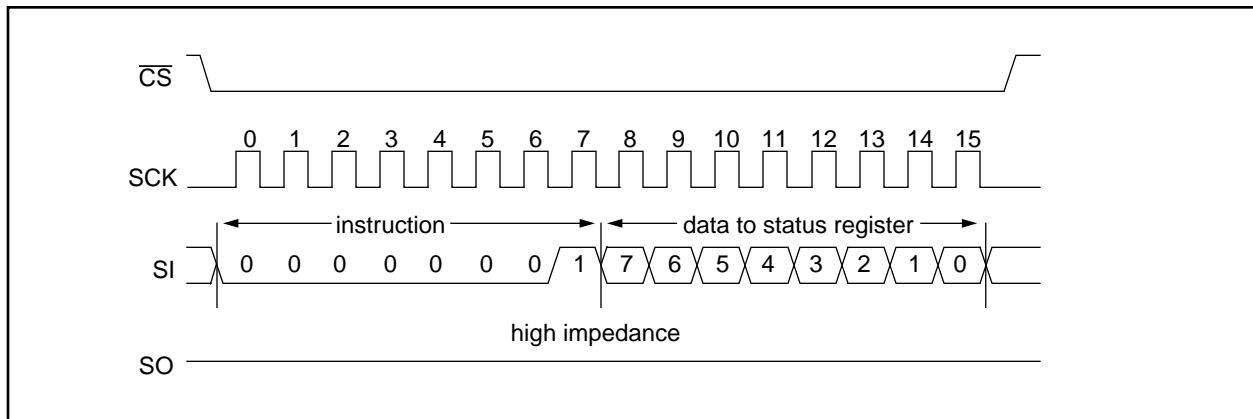 CS
0 1 2 3 4 5 6 7 8 9 10 11 12 13 14 15
SCK
instruction data to status register
SI 0 0 0 0 0 0 0 1 7 6 5 4 3 2 1 0
high impedance
SO